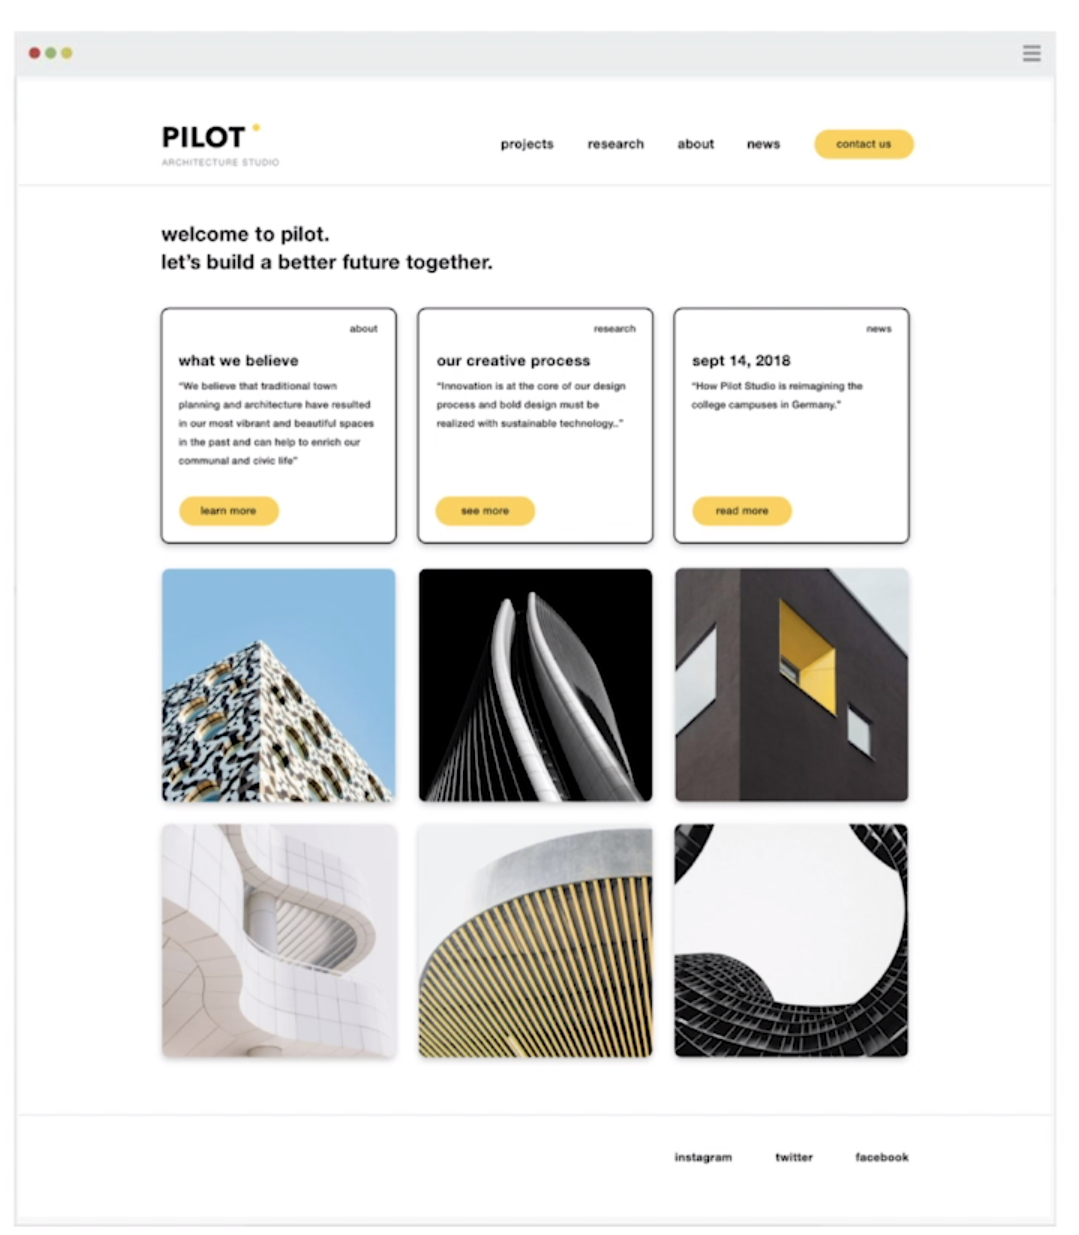 PILOT
ARCHITECTURE STUDIO
projects research about news contact us
welcome to pilot.
let's build a better future together.
about
what we believe
"We believe that traditional town
planning and architecture have resulted
in our most vibrant and beautiful spaces
in the past and can help to enrich our
communal and civic life"
learn more
research
our creative process
"Innovation is at the core of our design
process and bold design must be
realized with sustainable technology.."
see more
news
sept 14, 2018
"How Pilot Studio is reimagining the
college campuses in Germany."
read more
instagram twitter facebook